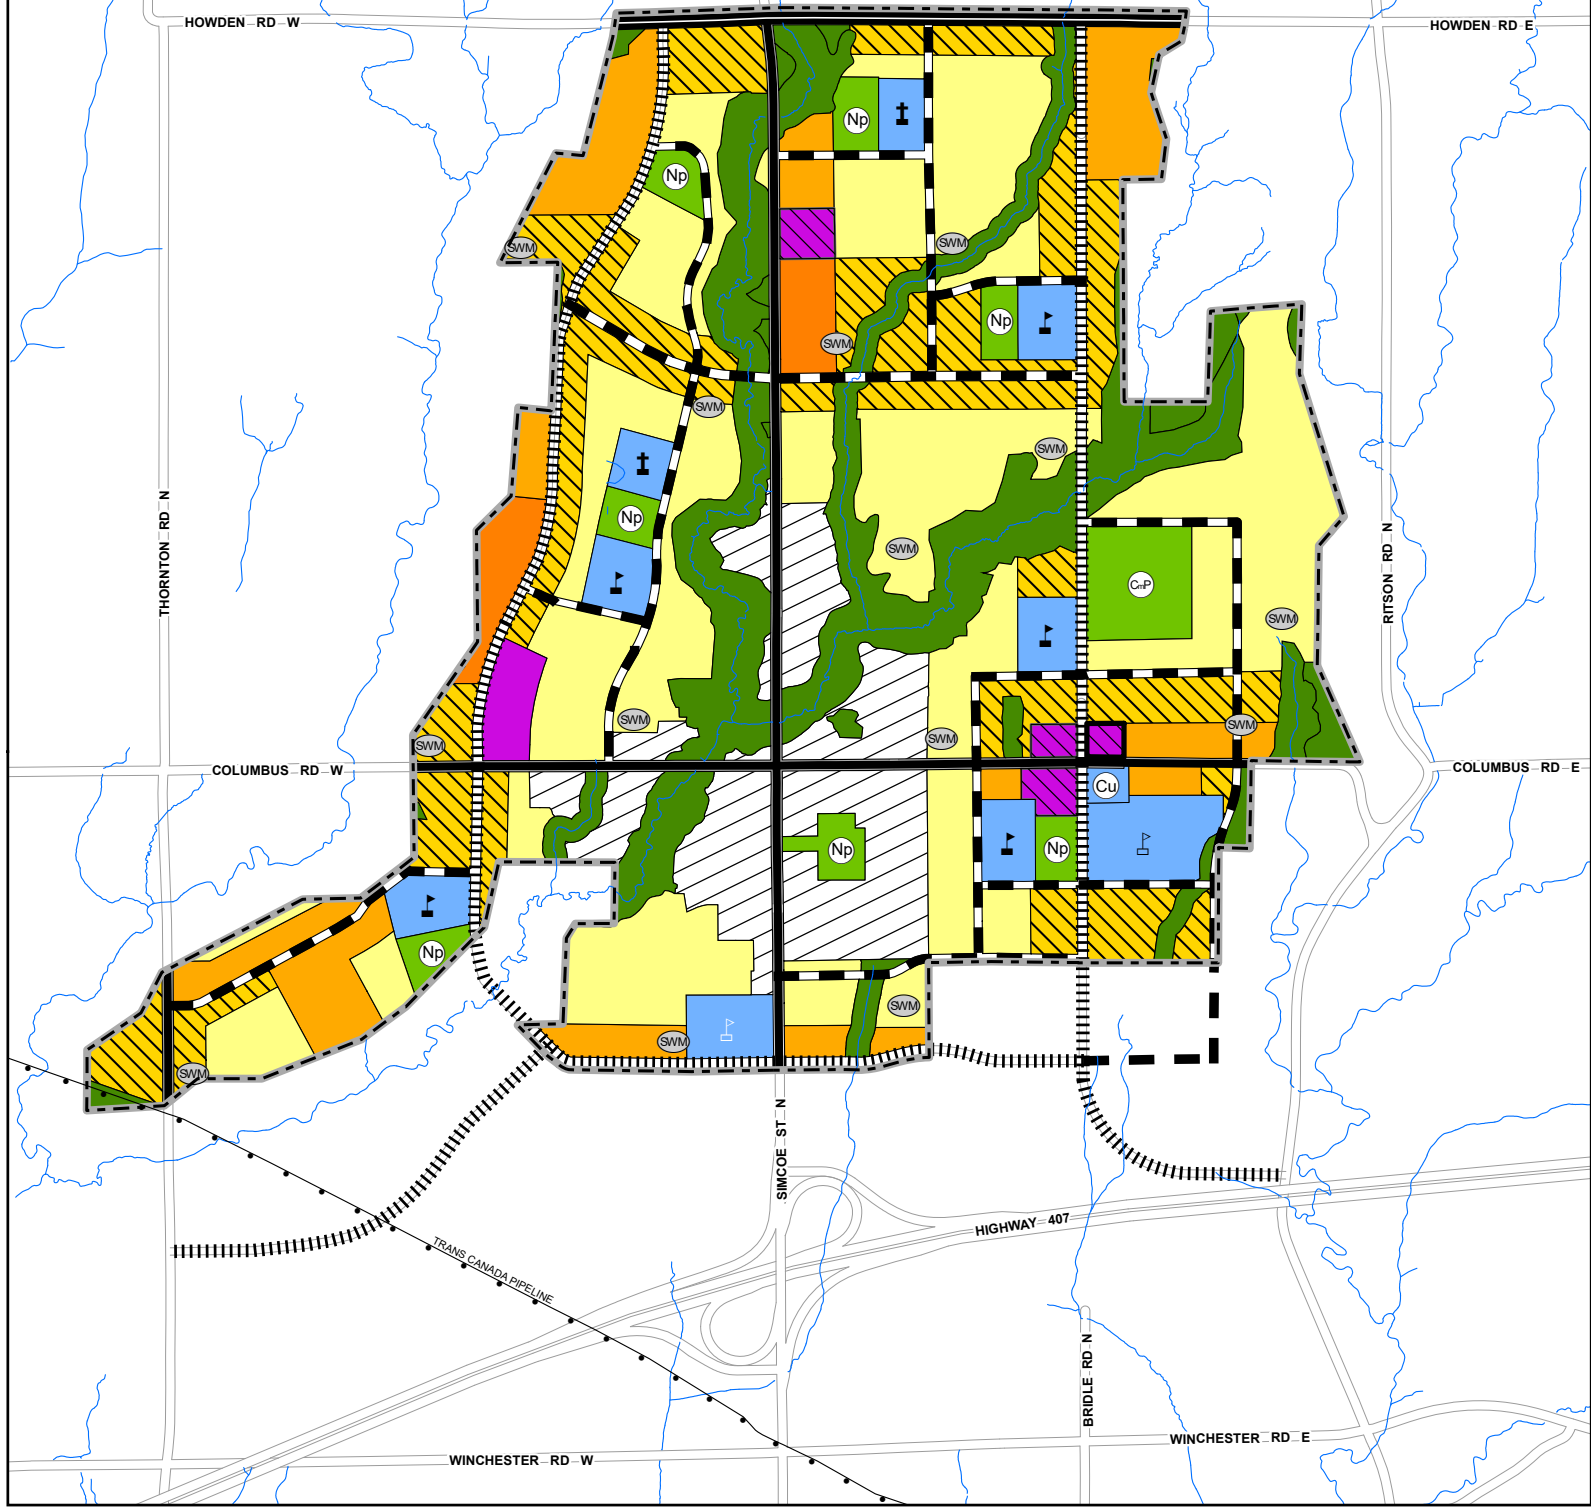 HOWDEN RD W
HOWDEN RD E
Np
Np
SWM
SWM
Np
SWM
SWM
SWM
THORNTON RD N
Np
SWM
CmP
RITSON RD N
SWM
SWM
SWM
SWM
SWM
COLUMBUS RD W
COLUMBUS RD E
Cu
Np
Np
Np
SWM
SWM
SWM
SIMCOE ST N
HIGHWAY 407
TRANS CANADA PIPELINE
BRIDLE RD N
WINCHESTER RD W
WINCHESTER RD E